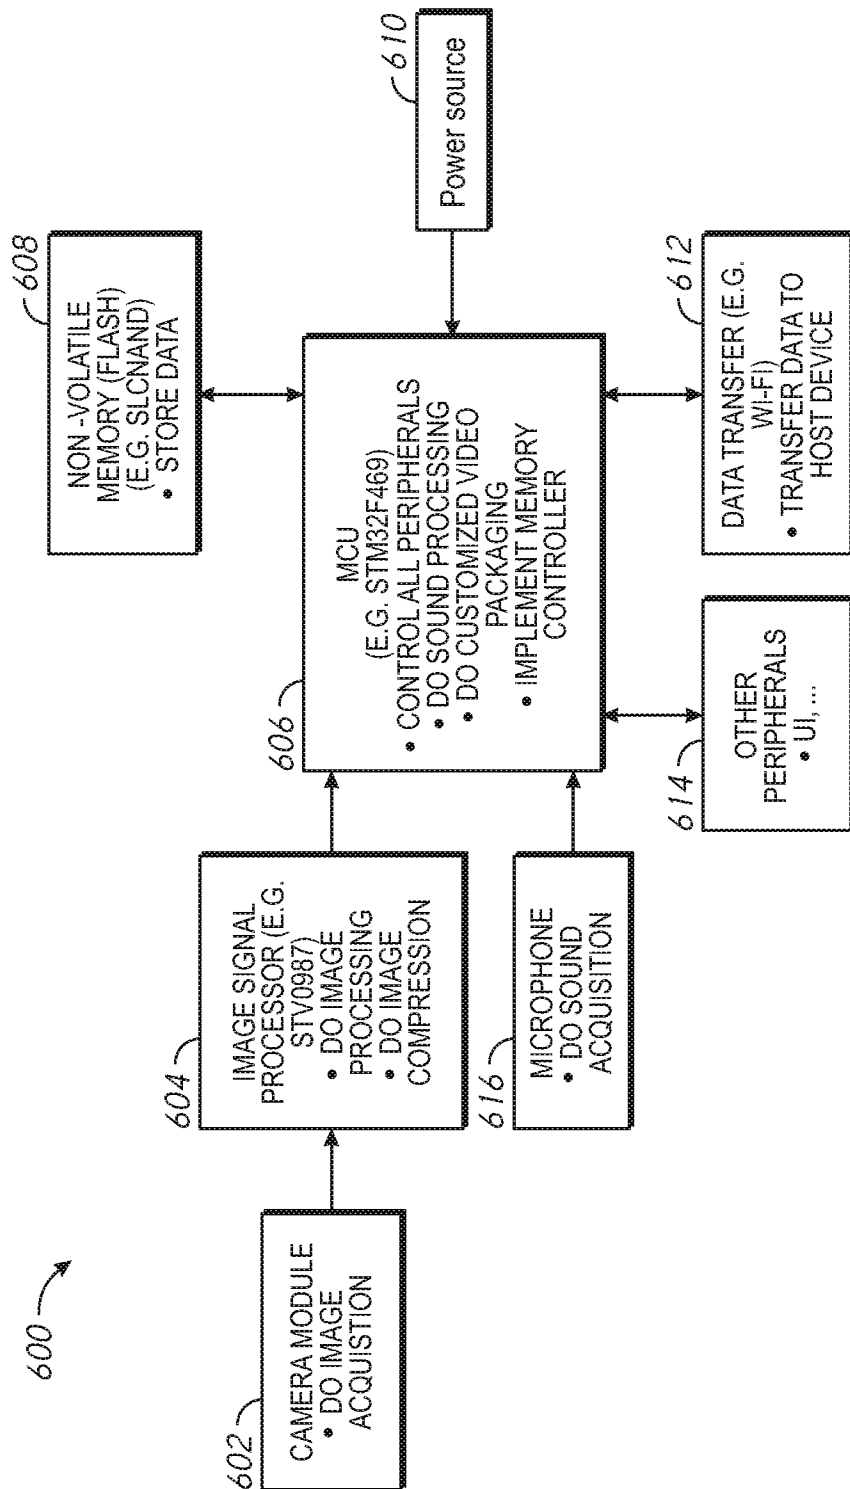 600
602
CAMERA MODULE
• DO IMAGE
ACQUISTION
604
IMAGE SIGNAL
PROCESSOR (E.G.
STV0987)
• DO IMAGE
PROCESSING
• DO IMAGE
COMPRESSION
616
MICROPHONE
• DO SOUND
ACQUISITION
606
MCU
(E.G. STM32F469)
• CONTROL ALL PERIPHERALS
• DO SOUND PROCESSING
• DO CUSTOMIZED VIDEO
PACKAGING
• IMPLEMENT MEMORY
CONTROLLER
608
NON -VOLATILE
MEMORY (FLASH)
(E.G. SLCNAND)
• STORE DATA
610
Power source
612
DATA TRANSFER (E.G.
WI-FI)
• TRANSFER DATA TO
HOST DEVICE
614
OTHER
PERIPHERALS
• UI, ...